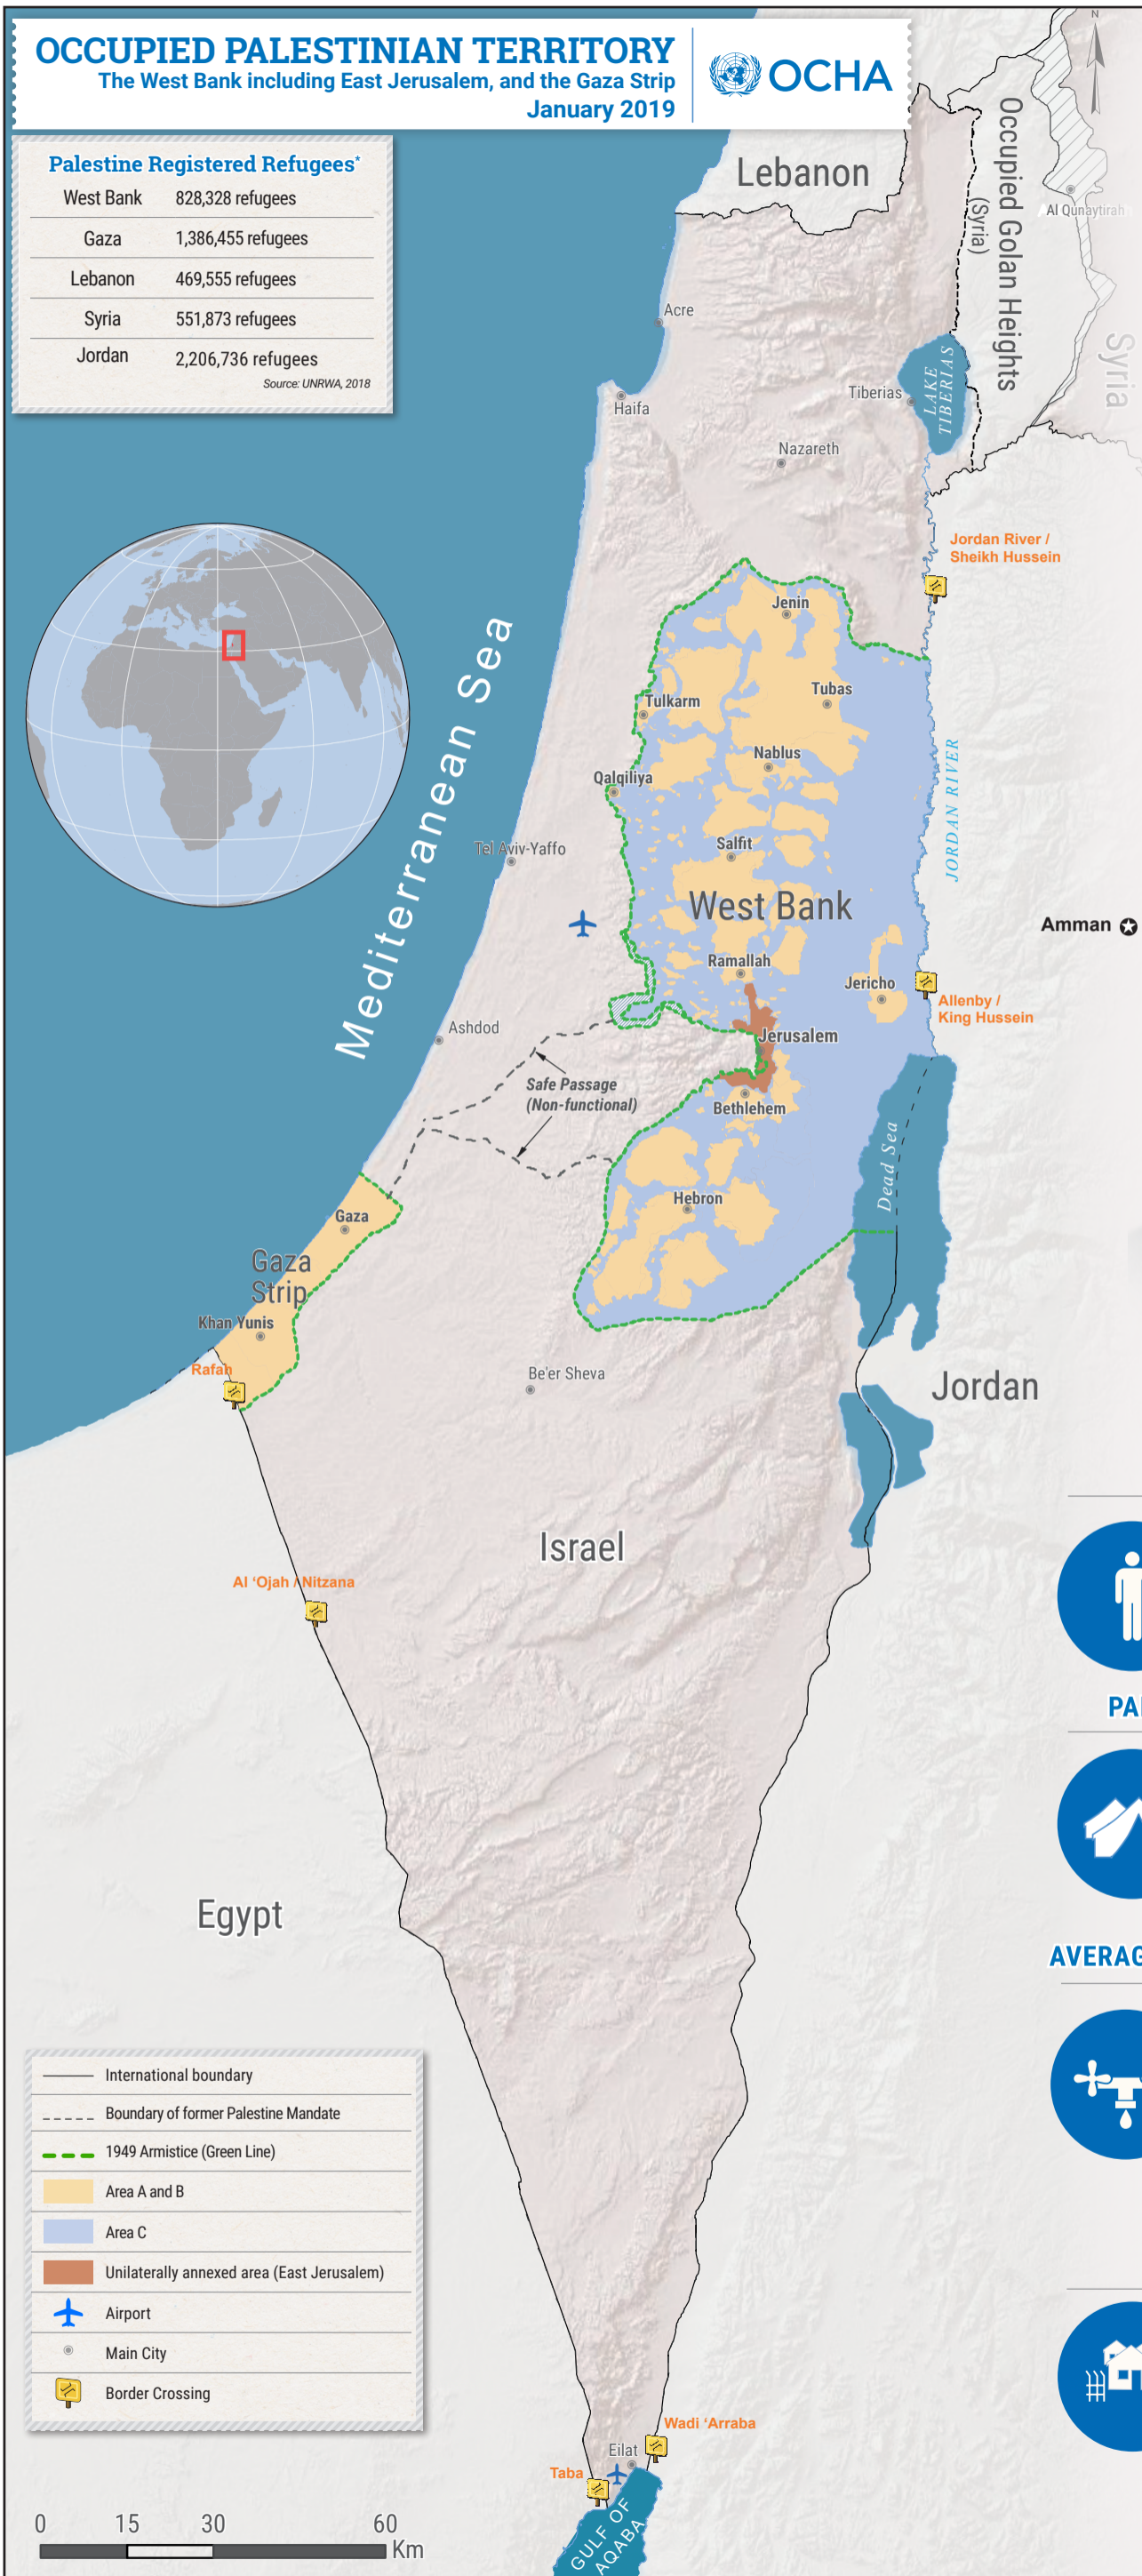 OCCUPIED PALESTINIAN TERRITORY
The West Bank including East Jerusalem, and the Gaza Strip
January 2019
OCHA
N
Palestine Registered Refugees*
West Bank 828,328 refugees
Gaza 1,386,455 refugees
Lebanon 469,555 refugees
Syria 551,873 refugees
Jordan 2,206,736 refugees
Source: UNRWA, 2018
Lebanon
Occupied Golan Heights
(Syria)
Al Qunaytirah
Syria
Acre
LAKE
TIBERIAS
Tiberias
Haifa
Nazareth
Jordan River /
Sheikh Hussein
Mediterranean Sea
Jenin
Tubas
Tulkarm
Nablus
Qalqiliya
JORDAN RIVER
Tel Aviv-Yaffo
Salfit
West Bank
Amman
Ramallah
Jericho
Allenby /
King Hussein
Ashdod
Jerusalem
Safe Passage
(Non-functional)
Bethlehem
Dead Sea
Hebron
Gaza
Gaza
Strip
Khan Yunis
Rafah
Be'er Sheva
Jordan
Israel
Al ‘Ojah / Nitzana
PA
Egypt
AVERAG
International boundary
Boundary of former Palestine Mandate
1949 Armistice (Green Line)
Area A and B
Area C
Unilaterally annexed area (East Jerusalem)
Airport
Main City
Border Crossing
Wadi ‘Arraba
Eilat
Taba
GULF OF
AQABA
0 15 30 60
Km